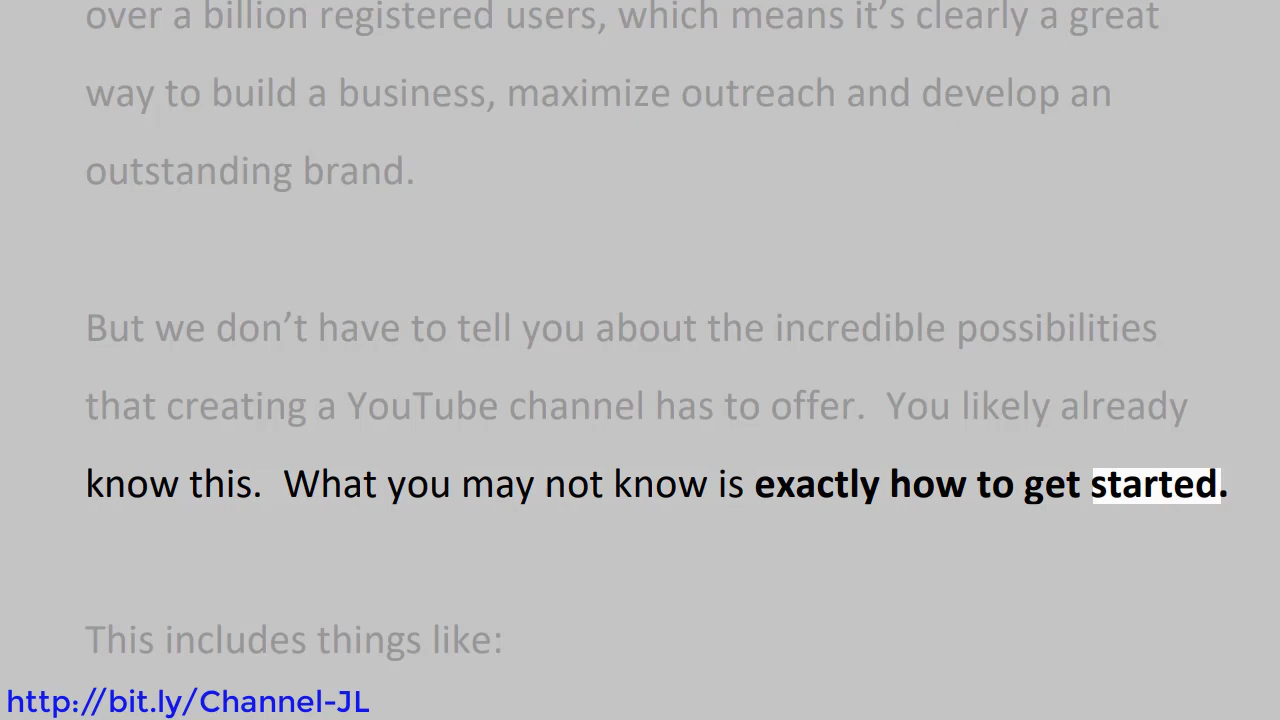 over a billion registered users, which means it’s clearly a great
way to build a business, maximize outreach and develop an
outstanding brand.
But we don’t have to tell you about the incredible possibilities
that creating a YouTube channel has to offer.  You likely already
know this.  What you may not know is exactly how to get started.
This includes things like:
http://bit.ly/Channel-JL